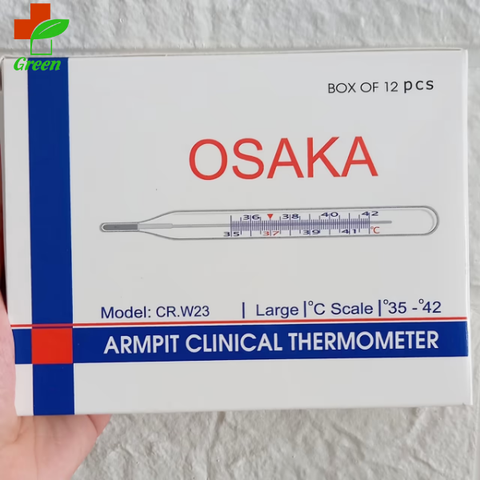 Green
BOX OF 12 pcs
OSAKA
36 38 40 42
35 37 39 41 °C
Model: CR.W23 | Large | °C Scale | °35 - °42
ARMPIT CLINICAL THERMOMETER